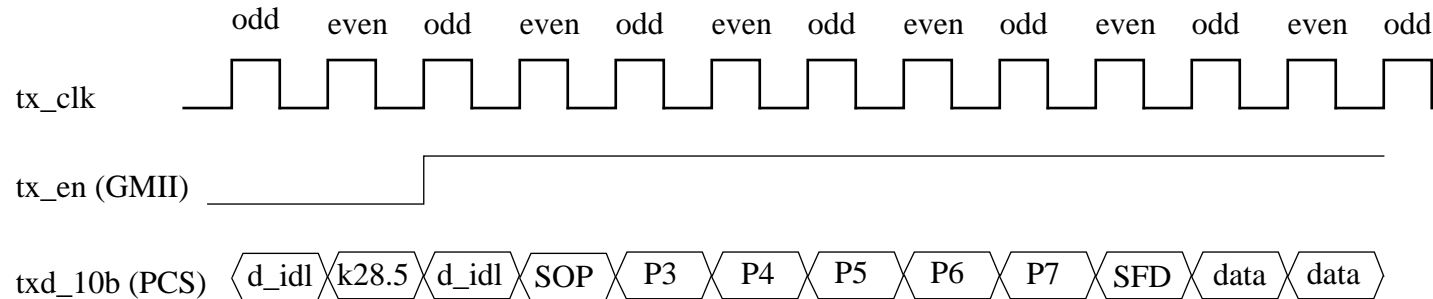 odd even odd even odd even odd even odd even odd even odd
tx_clk
tx_en (GMII)
txd_10b (PCS) d_idl k28.5 d_idl SOP P3 P4 P5 P6 P7 SFD data data